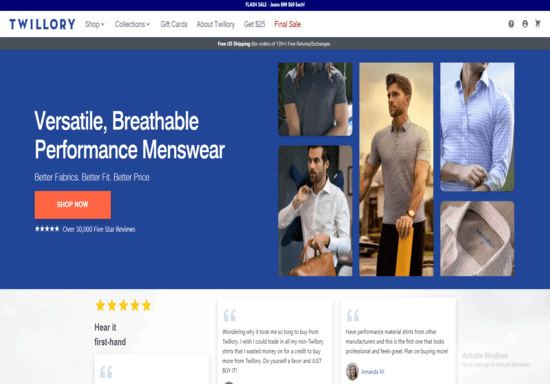 FLASH SALE Jeans $99 $69 Each!
TWILLORY Shop Collections Gift Cards About Twillory Get $25 Final Sale
Free US Shipping (for orders of 139+) Free Returns/Exchanges
Versatile, Breathable
Performance Menswear
Better Fabrics. Better Fit. Better Price
SHOP NOW
★★★★★ Over 30,000 Five Star Reviews
Hear it
first-hand
Wondering why it took me so long to buy from
Twillory. I wish I could trade in all my non-Twillory
shirts that I wasted money on for a credit to
buy more from Twillory. Do yourself a favor and JUST
BUY IT!
Have performance material shirts from other
manufacturers and this is the first one that looks
professional and feels great. Plan on buying more!
Amanda M.
Activate Windows
Go to Settings to activate Windows.